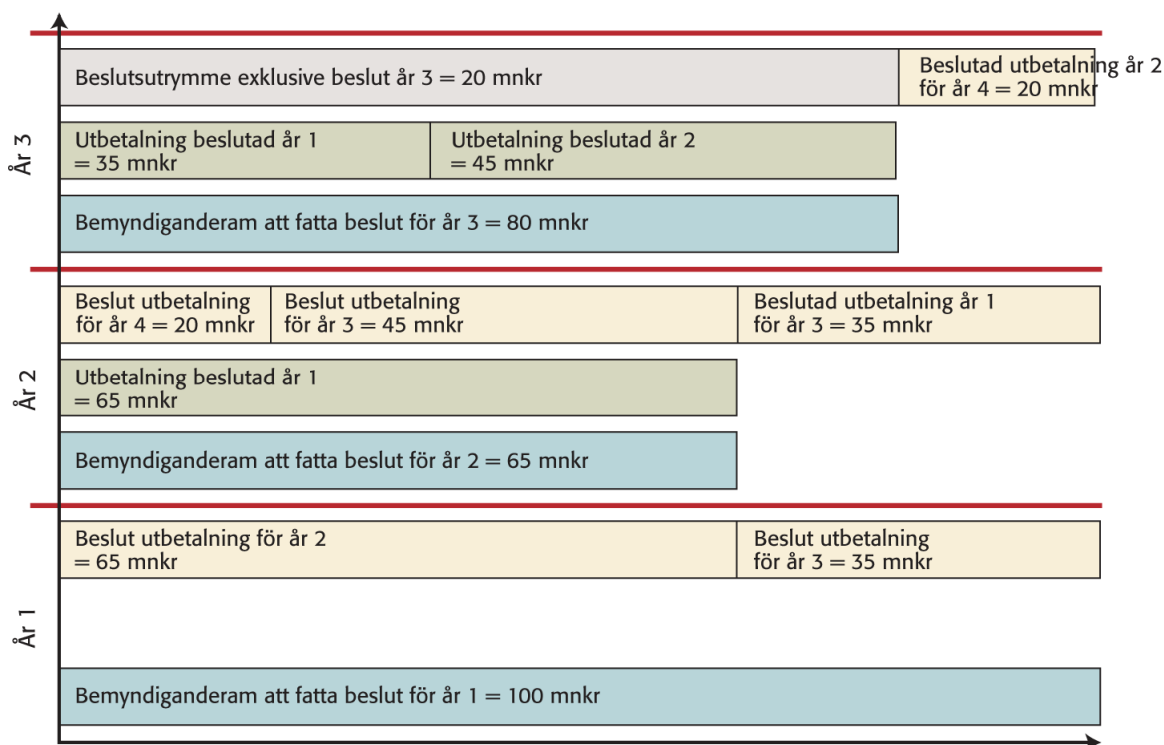 År 3
Beslutsutrymme exklusive beslut år 3 = 20 mnkr
Beslutad utbetalning år 2
för år 4 = 20 mnkr
Utbetalning beslutad år 1
= 35 mnkr
Utbetalning beslutad år 2
= 45 mnkr
Bemyndiganderam att fatta beslut för år 3 = 80 mnkr
År 2
Beslut utbetalning
för år 4 = 20 mnkr
Beslut utbetalning
för år 3 = 45 mnkr
Beslutad utbetalning år 1
för år 3 = 35 mnkr
Utbetalning beslutad år 1
= 65 mnkr
Bemyndiganderam att fatta beslut för år 2 = 65 mnkr
År 1
Beslut utbetalning för år 2
= 65 mnkr
Beslut utbetalning
för år 3 = 35 mnkr
Bemyndiganderam att fatta beslut för år 1 = 100 mnkr